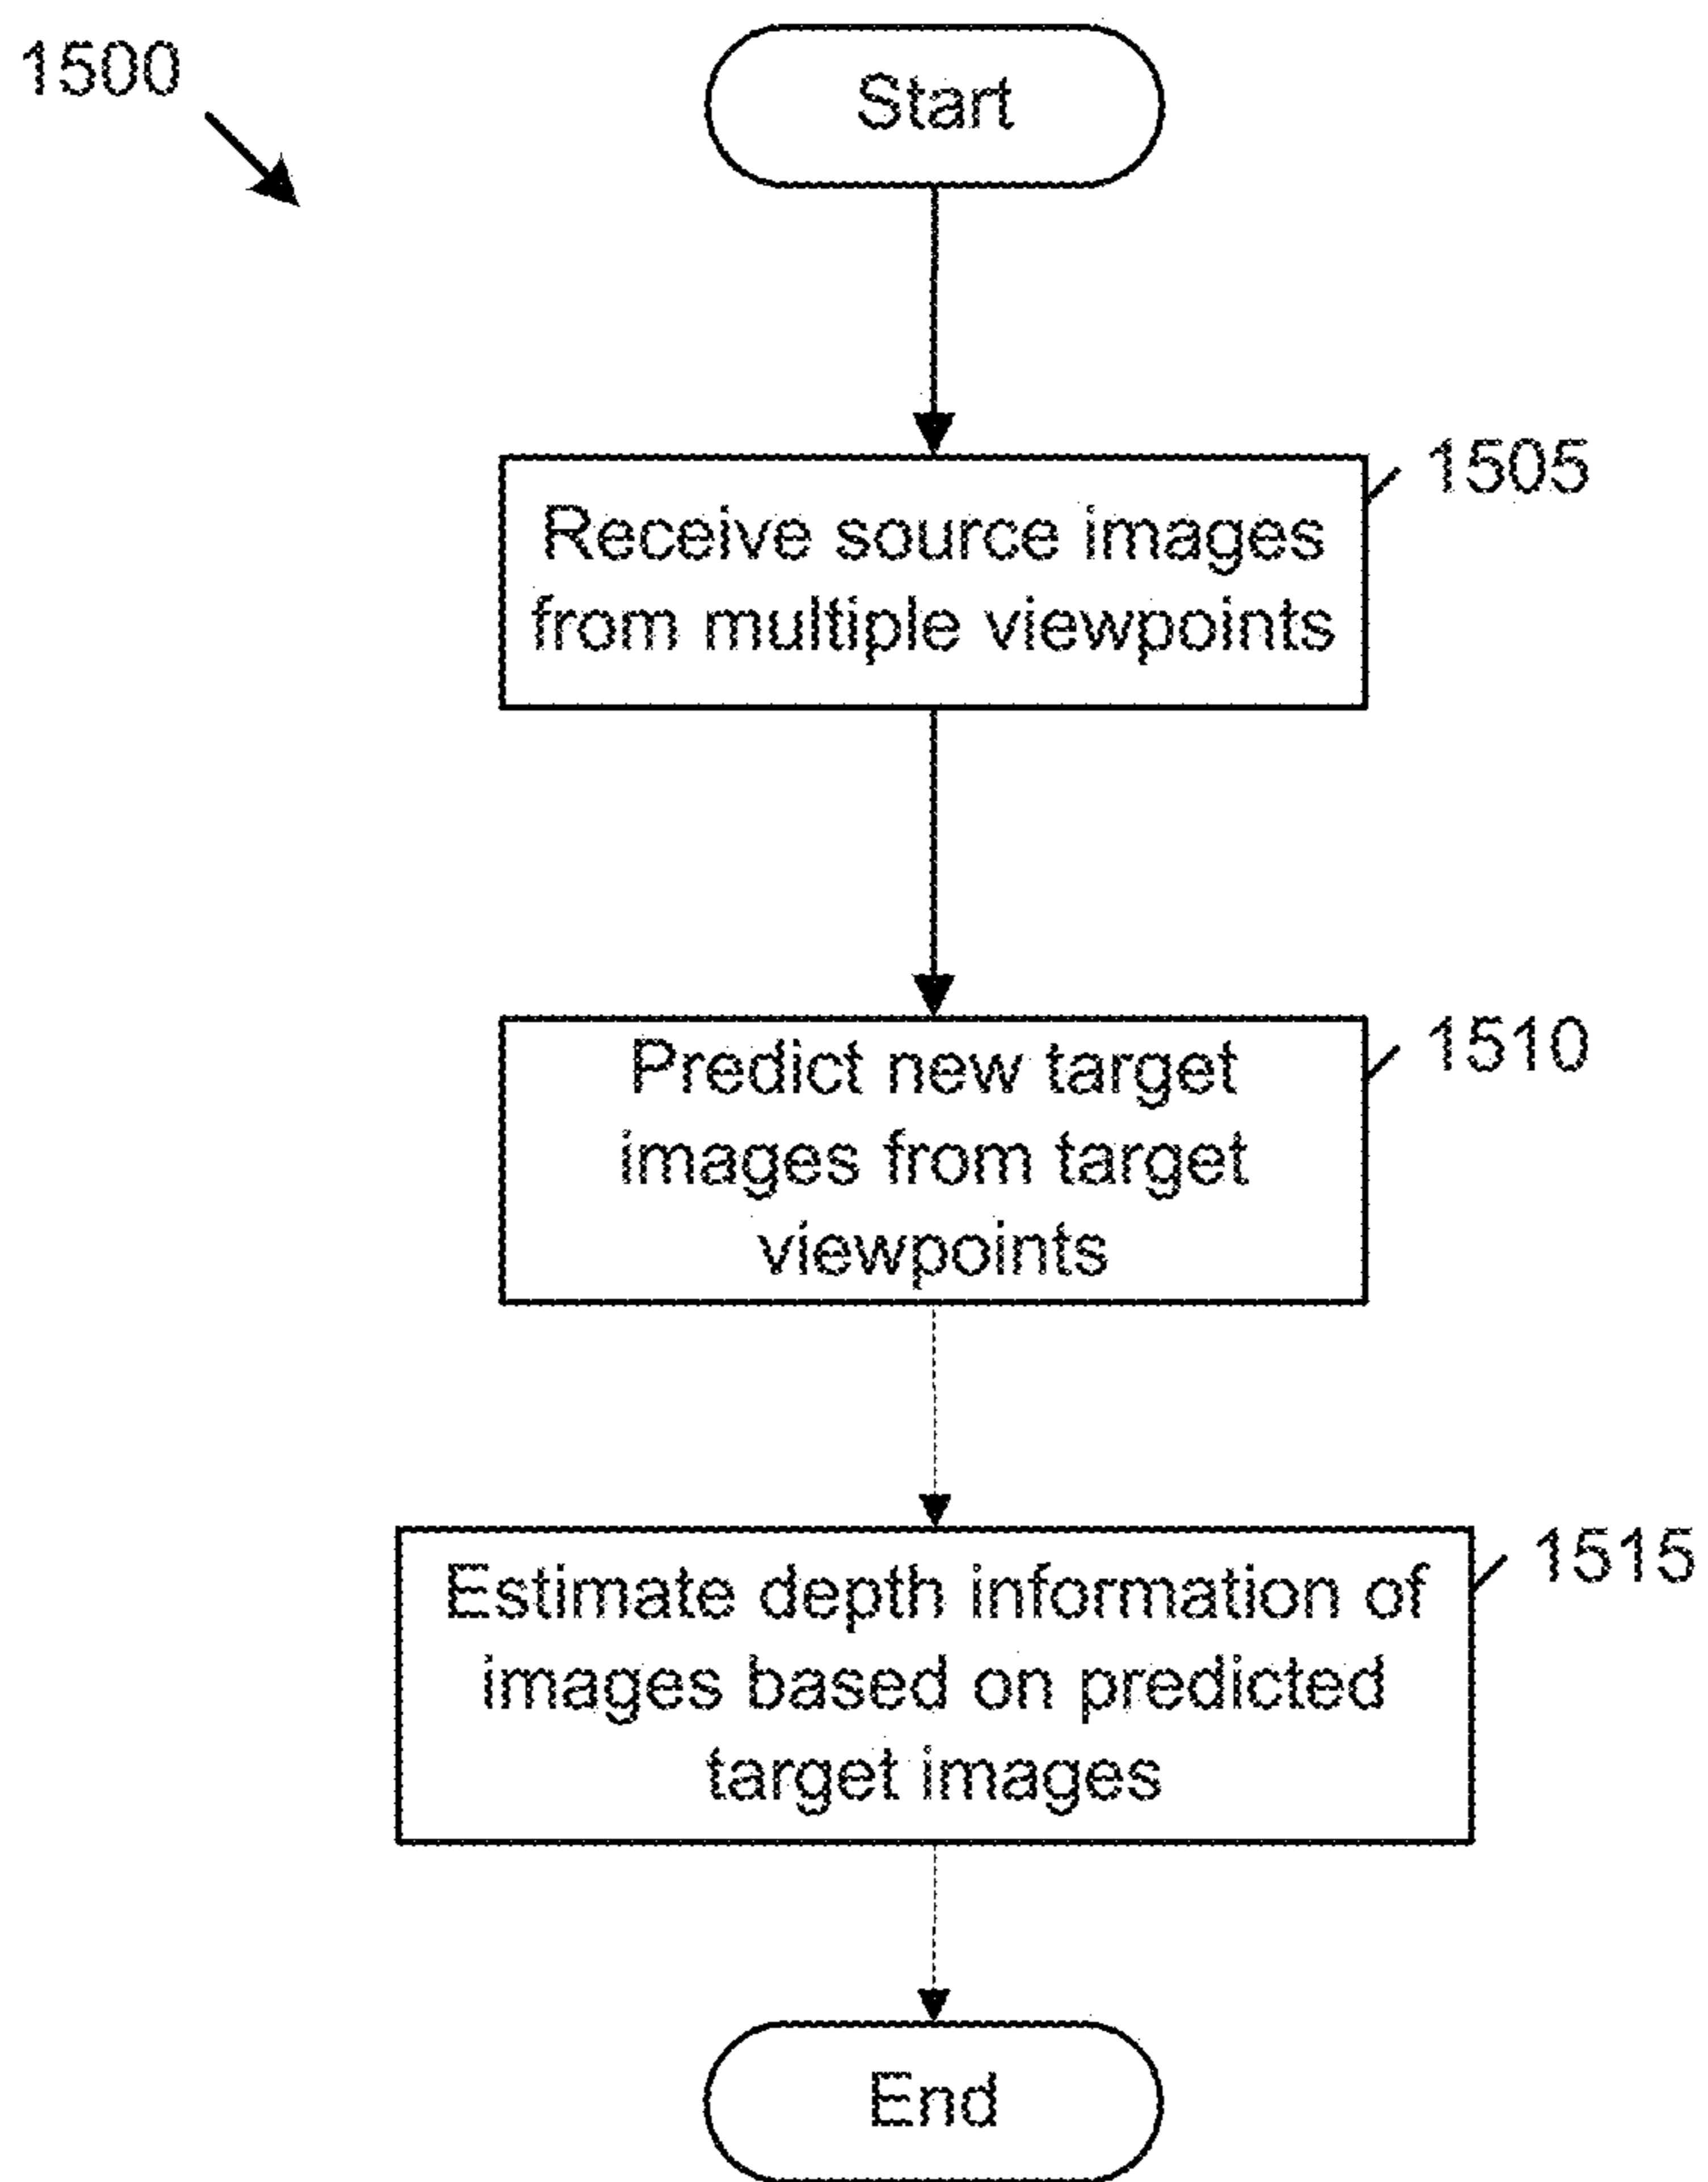 1500
Start
1505
Receive source images
from multiple viewpoints
1510
Predict new target
images from target
viewpoints
1515
Estimate depth information of
images based on predicted
target images
End